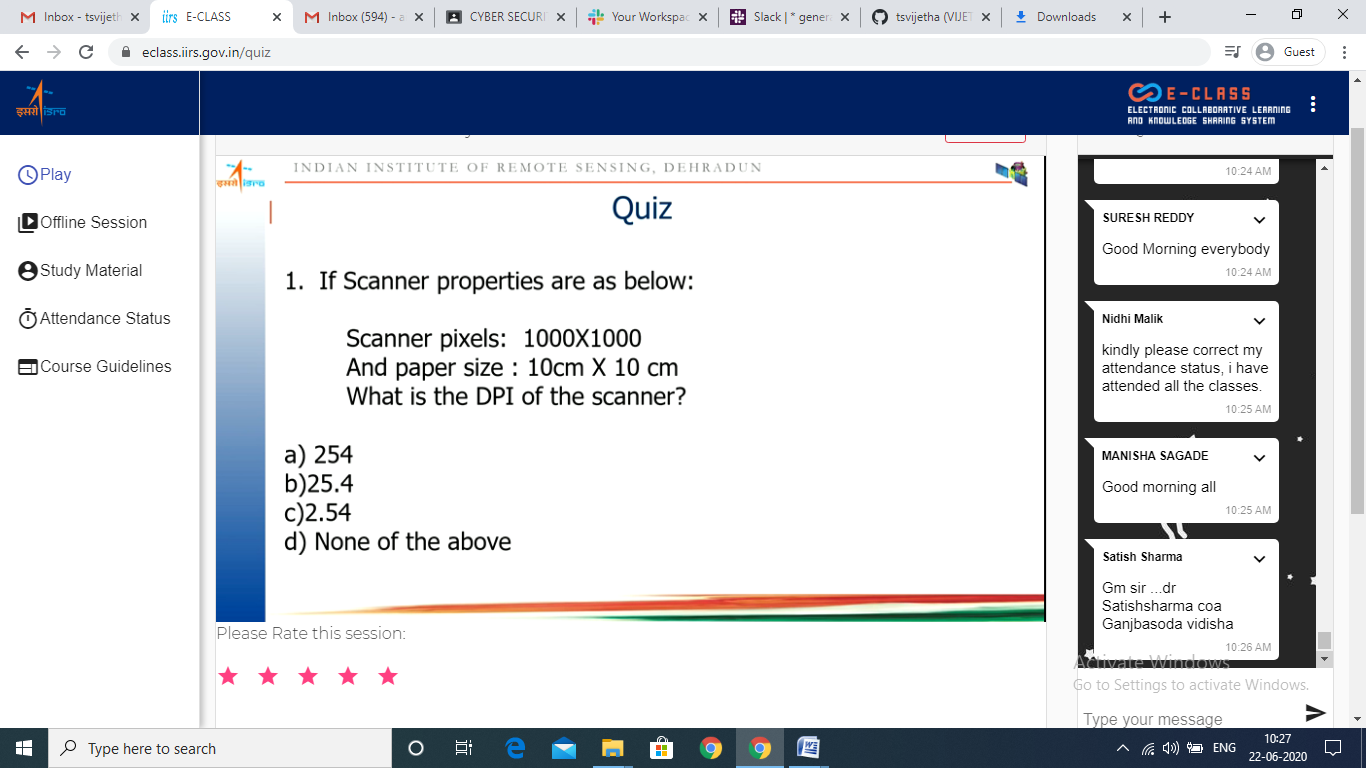 Inbox - tsvijeth
E-CLASS
Inbox (594) - a
CYBER SECURI
Your Workspac
Slack | * gener
tsvijetha (VIJET
Downloads
eclass.iirs.gov.in/quiz
Guest
इसरो isro
E-CLASS
ELECTRONIC COLLABORATIVE LEARNING
AND KNOWLEDGE SHARING SYSTEM
Play
Offline Session
Study Material
Attendance Status
Course Guidelines
इसरो isro
INDIAN INSTITUTE OF REMOTE SENSING, DEHRADUN
Quiz
1. If Scanner properties are as below:
Scanner pixels: 1000X1000
And paper size : 10cm X 10 cm
What is the DPI of the scanner?
a) 254
b)25.4
c)2.54
d) None of the above
Please Rate this session:
10:24 AM
SURESH REDDY
Good Morning everybody
10:24 AM
Nidhi Malik
kindly please correct my
attendance status, i have
attended all the classes.
10:25 AM
MANISHA SAGADE
Good morning all
10:25 AM
Satish Sharma
Gm sir ...dr
Satishsharma coa
Ganjbasoda vidisha
10:26 AM
Activate Windows
Go to Settings to activate Windows.
Type your message
Type here to search
ENG
10:27
22-06-2020